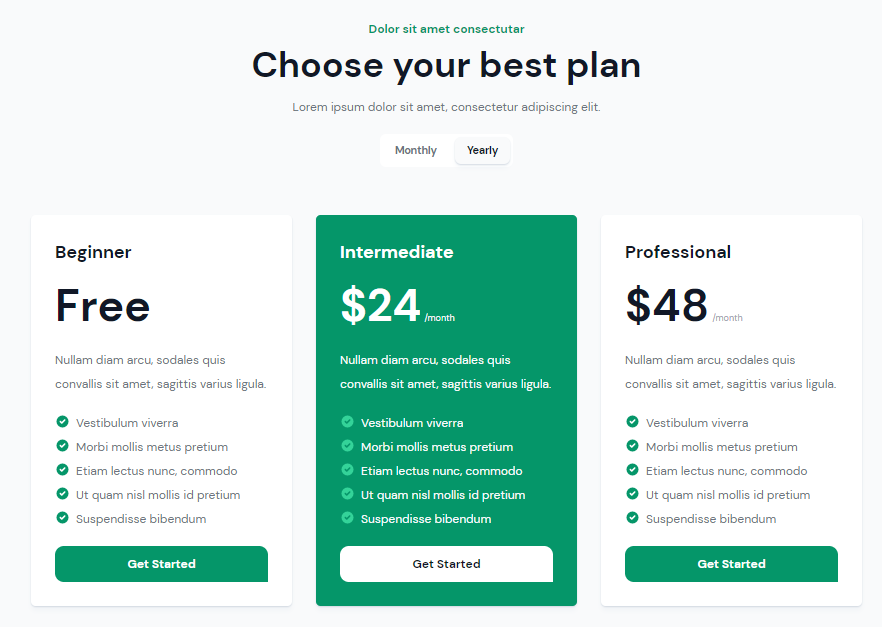 Dolor sit amet consectutar
Choose your best plan
Lorem ipsum dolor sit amet, consectetur adipiscing elit.
Monthly Yearly
Beginner
Free
Nullam diam arcu, sodales quis
convallis sit amet, sagittis varius ligula.
Vestibulum viverra
Morbi mollis metus pretium
Etiam lectus nunc, commodo
Ut quam nisl mollis id pretium
Suspendisse bibendum
Get Started
Intermediate
$24 /month
Nullam diam arcu, sodales quis
convallis sit amet, sagittis varius ligula.
Vestibulum viverra
Morbi mollis metus pretium
Etiam lectus nunc, commodo
Ut quam nisl mollis id pretium
Suspendisse bibendum
Get Started
Professional
$48 /month
Nullam diam arcu, sodales quis
convallis sit amet, sagittis varius ligula.
Vestibulum viverra
Morbi mollis metus pretium
Etiam lectus nunc, commodo
Ut quam nisl mollis id pretium
Suspendisse bibendum
Get Started